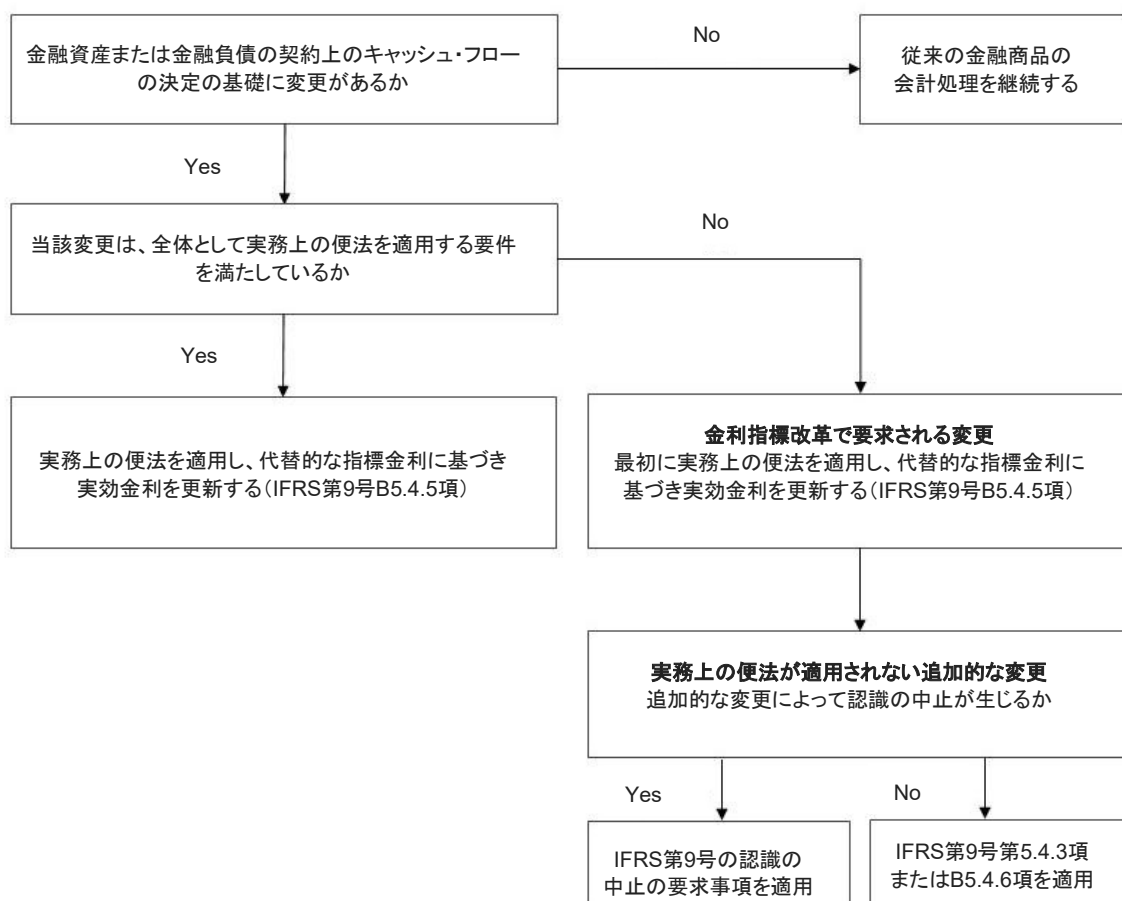 金融資産または金融負債の契約上のキャッシュ・フロー
の決定の基礎に変更があるか
No
従来の金融商品の
会計処理を継続する
Yes
当該変更は、全体として実務上の便法を適用する要件
を満たしているか
No
Yes
実務上の便法を適用し、代替的な指標金利に基づき
実効金利を更新する(IFRS第9号B5.4.5項)
金利指標改革で要求される変更
最初に実務上の便法を適用し、代替的な指標金利に
基づき実効金利を更新する(IFRS第9号B5.4.5項)
実務上の便法が適用されない追加的な変更
追加的な変更によって認識の中止が生じるか
Yes
No
IFRS第9号の認識の
中止の要求事項を適用
IFRS第9号第5.4.3項
またはB5.4.6項を適用